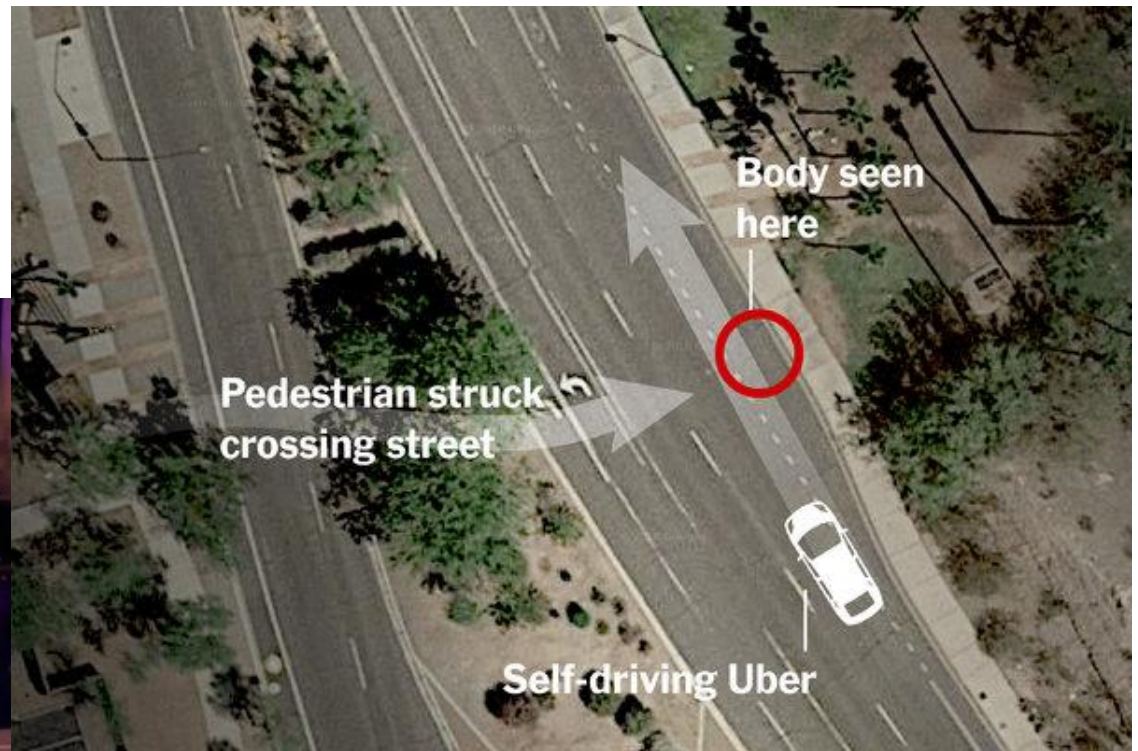 Body seen
here
Pedestrian struck
crossing street
Self-driving Uber